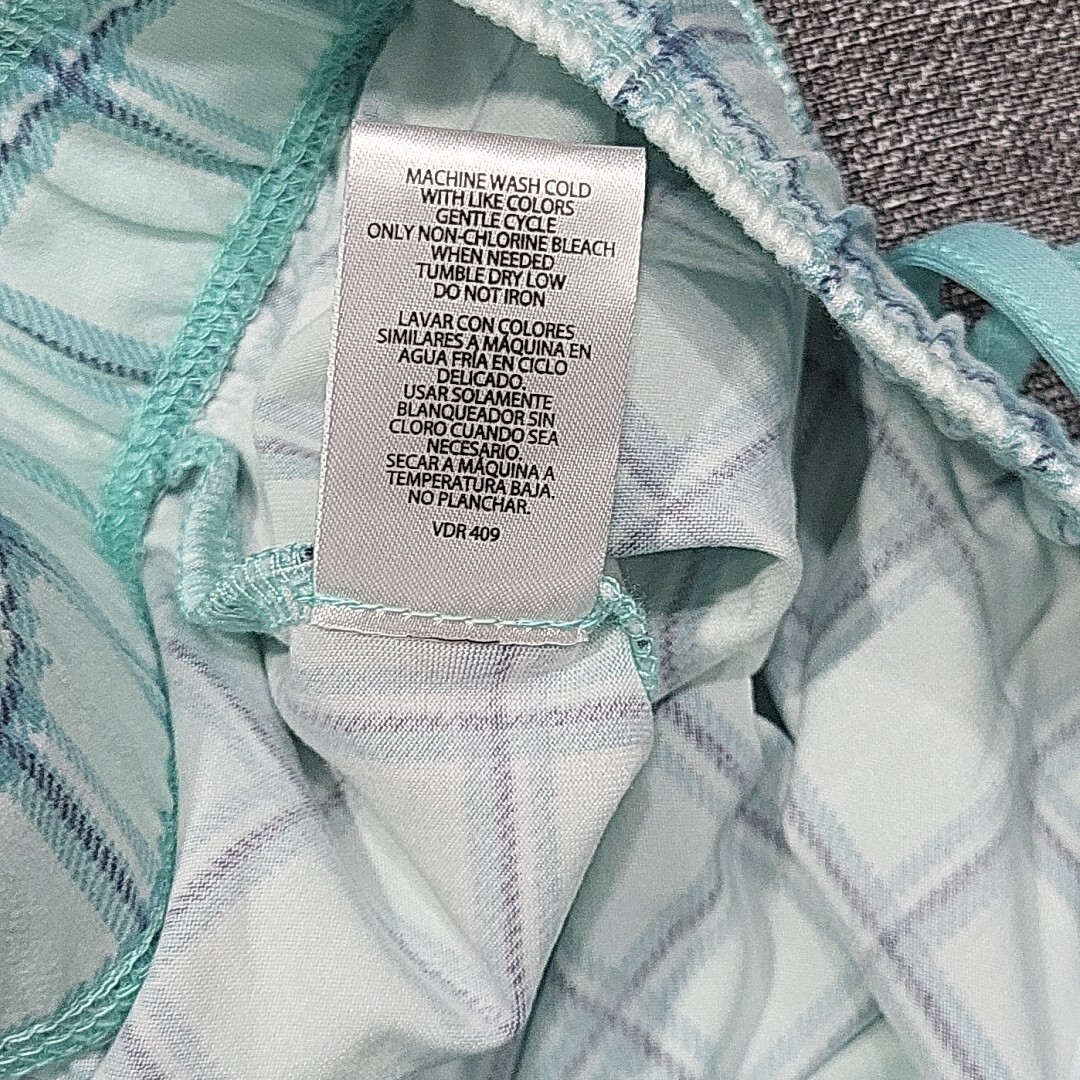 MACHINE WASH COLD
WITH LIKE COLORS
GENTLE CYCLE
ONLY NON-CHLORINE BLEACH
WHEN NEEDED
TUMBLE DRY LOW
DO NOT IRON
LAVAR CON COLORES
SIMILARES A MÁQUINA EN
AGUA FRÍA EN CICLO
DELICADO.
USAR SOLAMENTE
BLANQUEADOR SIN
CLORO CUANDO SEA
NECESARIO.
SECAR A MÁQUINA A
TEMPERATURA BAJA.
NO PLANCHAR.
VDR 409